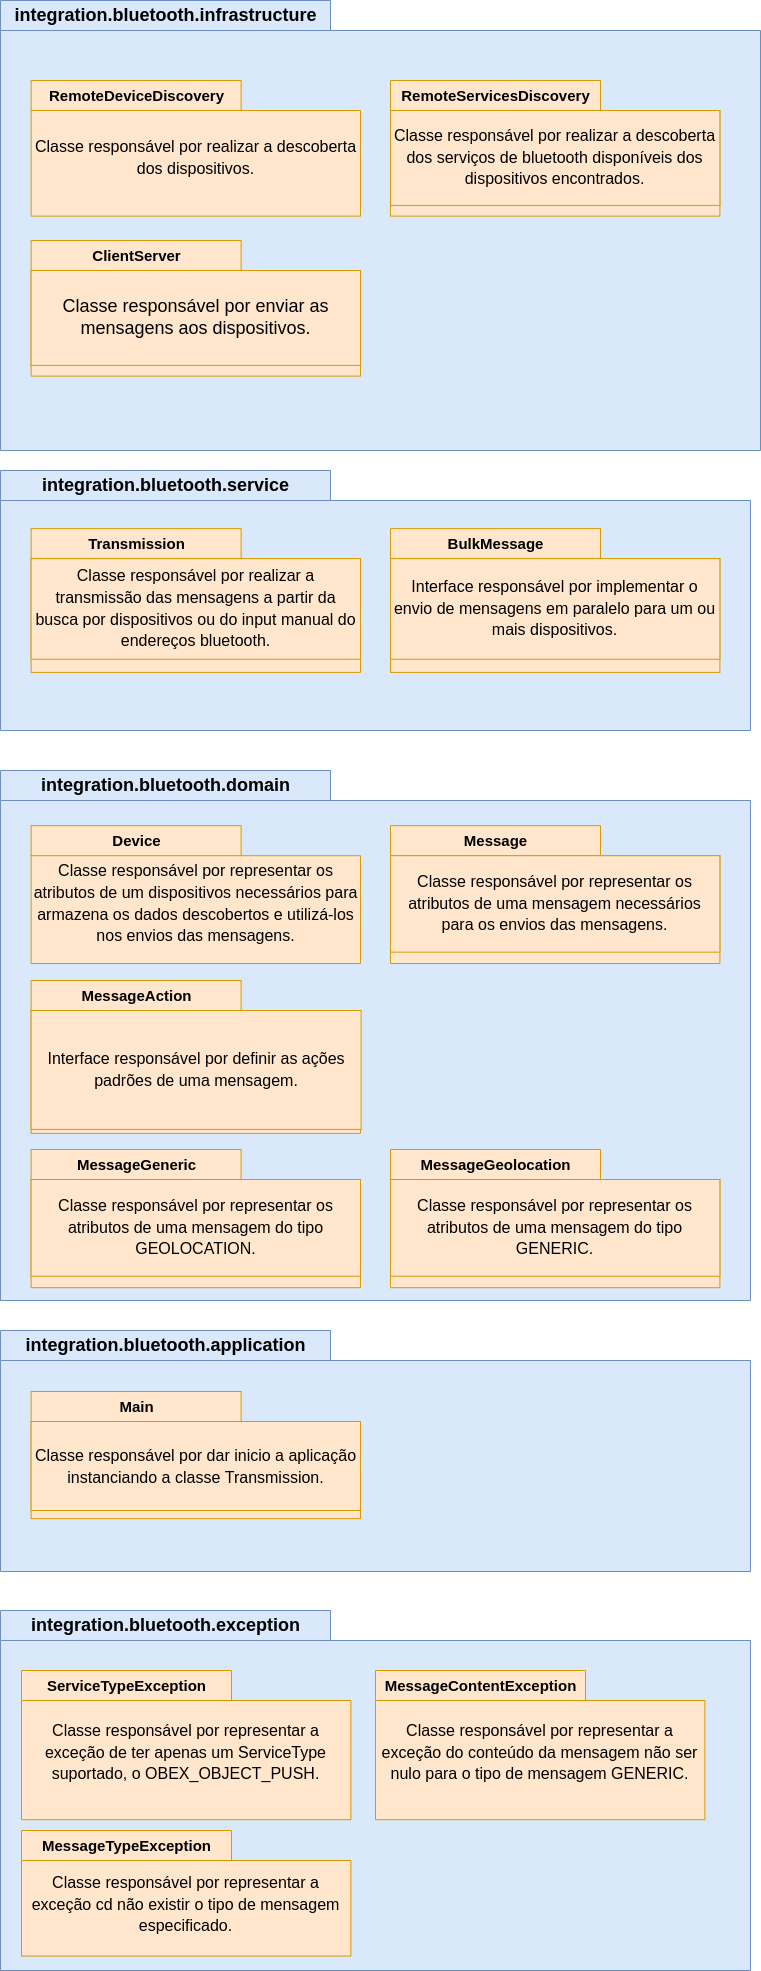 integration.bluetooth.infrastructure
RemoteDeviceDiscovery
Classe responsável por realizar a descoberta
dos dispositivos.
RemoteServicesDiscovery
Classe responsável por realizar a descoberta
dos serviços de bluetooth disponíveis dos
dispositivos encontrados.
ClientServer
Classe responsável por enviar as
mensagens aos dispositivos.
integration.bluetooth.service
Transmission
Classe responsável por realizar a
transmissão das mensagens a partir da
busca por dispositivos ou do input manual do
endereços bluetooth.
BulkMessage
Interface responsável por implementar o
envio de mensagens em paralelo para um ou
mais dispositivos.
integration.bluetooth.domain
Device
Classe responsável por representar os
atributos de um dispositivos necessários para
armazena os dados descobertos e utilizá-los
nos envios das mensagens.
Message
Classe responsável por representar os
atributos de uma mensagem necessários
para os envios das mensagens.
MessageAction
Interface responsável por definir as ações
padrões de uma mensagem.
MessageGeneric
Classe responsável por representar os
atributos de uma mensagem do tipo
GEOLOCATION.
MessageGeolocation
Classe responsável por representar os
atributos de uma mensagem do tipo
GENERIC.
integration.bluetooth.application
Main
Classe responsável por dar inicio a aplicação
instanciando a classe Transmission.
integration.bluetooth.exception
ServiceTypeException
Classe responsável por representar a
exceção de ter apenas um ServiceType
suportado, o OBEX_OBJECT_PUSH.
MessageContentException
Classe responsável por representar a
exceção do conteúdo da mensagem não ser
nulo para o tipo de mensagem GENERIC.
MessageTypeException
Classe responsável por representar a
exceção cd não existir o tipo de mensagem
especificado.